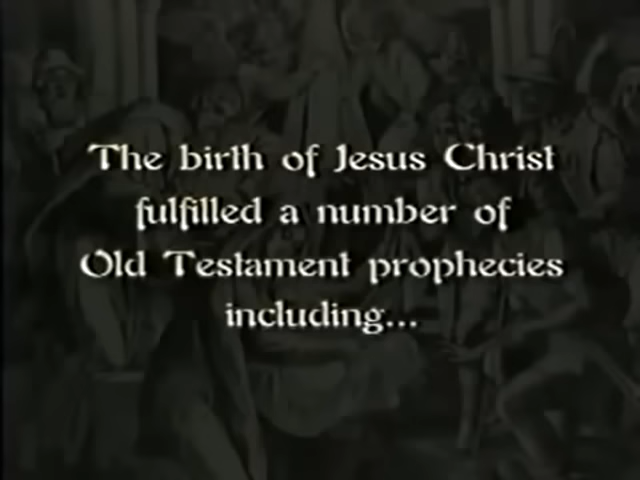 The birth of Jesus Christ
fulfilled a number of
Old Testament prophecies
including...